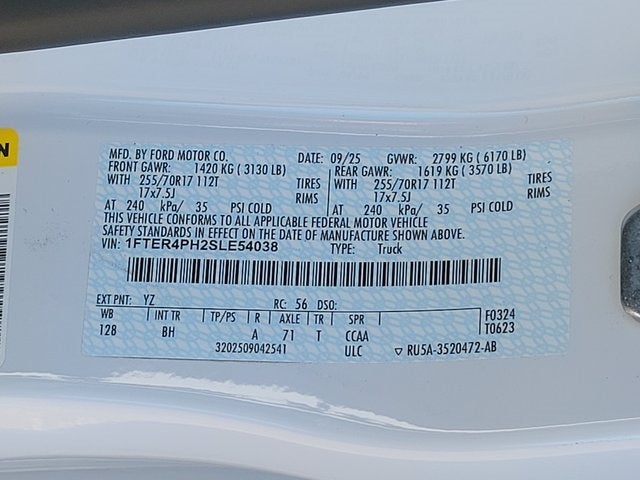 N
MFD. BY FORD MOTOR CO. DATE: 09/25 GVWR: 2799 KG ( 6170 LB)
FRONT GAWR: 1420 KG ( 3130 LB) REAR GAWR: 1619 KG ( 3570 LB)
WITH 255/70R17 112T TIRES WITH 255/70R17 112T TIRES
17x7.5J RIMS 17x7.5J RIMS
AT 240 kPa/ 35 PSI COLD AT 240 kPa/ 35 PSI COLD
THIS VEHICLE CONFORMS TO ALL APPLICABLE FEDERAL MOTOR VEHICLE
SAFETY STANDARDS IN EFFECT ON THE DATE OF MANUFACTURE SHOWN ABOVE.
VIN: 1FTER4PH2SLE54038 TYPE: Truck
EXT PNT: YZ RC: 56 DSO:
WB INT TR TP/PS R AXLE TR SPR F0324
128 BH A 71 T CCAA T0623
3202509042541 ULC ▽ RU5A-3520472-AB